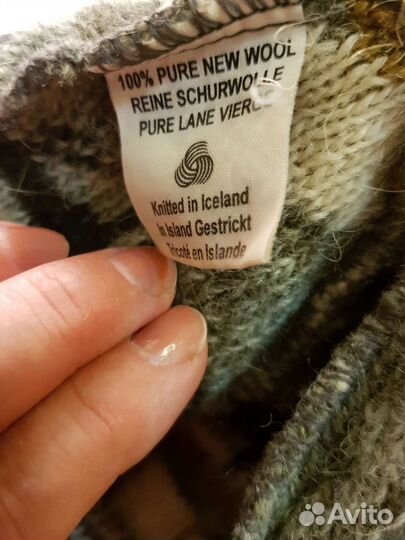 100% PURE NEW WOOL
REINE SCHURWOLLE
PURE LANE VIERGE
Knitted in Iceland
In Island Gestrickt
Tricoté en Islande
Avito